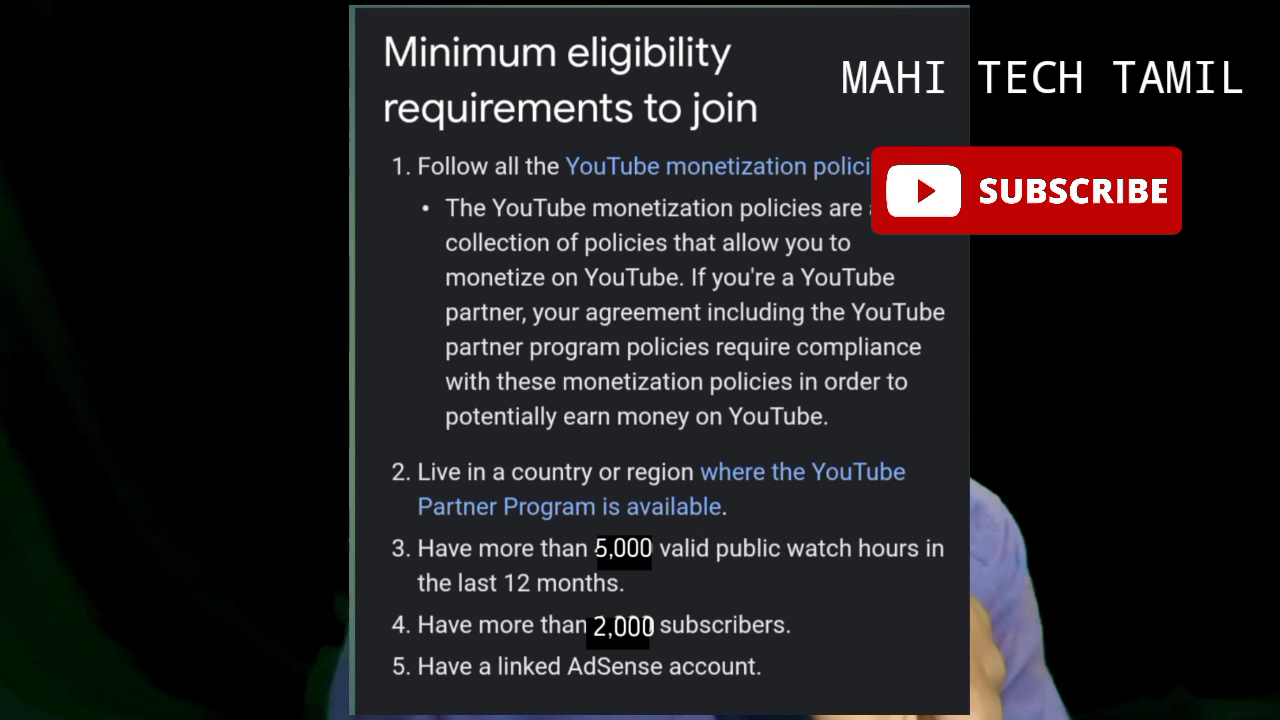 Minimum eligibility
requirements to join
MAHI TECH TAMIL
SUBSCRIBE
1. Follow all the YouTube monetization polici
• The YouTube monetization policies are
collection of policies that allow you to
monetize on YouTube. If you're a YouTube
partner, your agreement including the YouTube
partner program policies require compliance
with these monetization policies in order to
potentially earn money on YouTube.
2. Live in a country or region where the YouTube
Partner Program is available.
3. Have more than 5,000 valid public watch hours in
the last 12 months.
4. Have more than 2,000 subscribers.
5. Have a linked AdSense account.